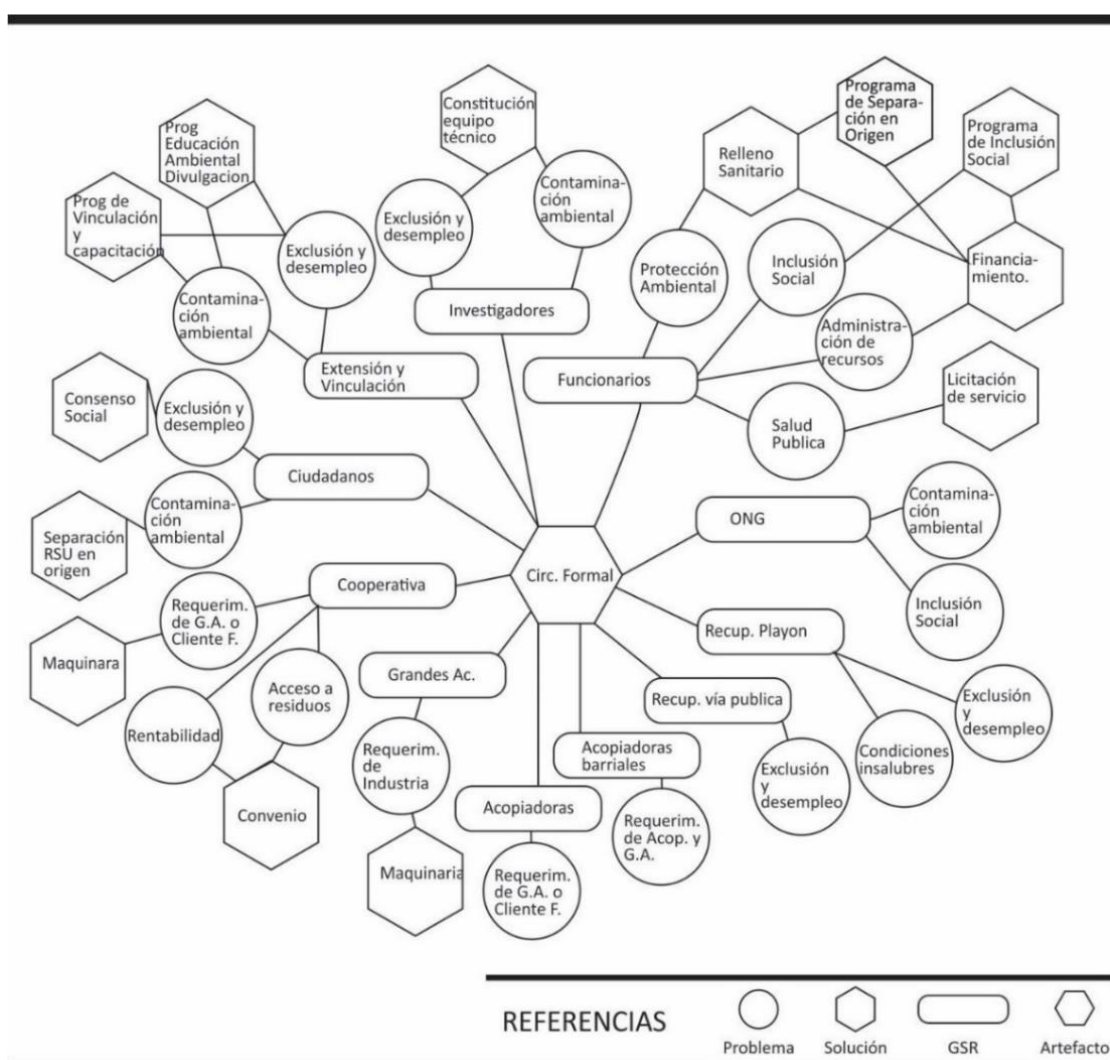 Prog
Educación
Ambiental
Divulgacion
Prog de
Vinculación
y
capacitación
Exclusión y
desempleo
Contamina-
ción
ambiental
Extensión y
Vinculación
Constitución
equipo
técnico
Exclusión y
desempleo
Contamina-
ción
ambiental
Investigadores
Relleno
Sanitario
Programa
de Separa-
ción en
Origen
Programa
de Inclusión
Social
Protección
Ambiental
Inclusión
Social
Financia-
miento.
Administra-
ción de
recursos
Funcionarios
Salud
Publica
Licitación
de servicio
Consenso
Social
Exclusión y
desempleo
Ciudadanos
Contamina-
ción
ambiental
Separación
RSU en
origen
ONG
Contamina-
ción
ambiental
Inclusión
Social
Circ. Formal
Cooperativa
Requerim.
de G.A. o
Cliente F.
Maquinara
Rentabilidad
Acceso a
residuos
Convenio
Grandes Ac.
Requerim.
de
Industria
Maquinaria
Acopiadoras
Requerim.
de G.A. o
Cliente F.
Acopiadoras
barriales
Requerim.
de Acop. y
G.A.
Recup. vía publica
Exclusión
y
desempleo
Recup. Playon
Condiciones
insalubres
Exclusión
y
desempleo
REFERENCIAS
Problema
Solución
GSR
Artefacto